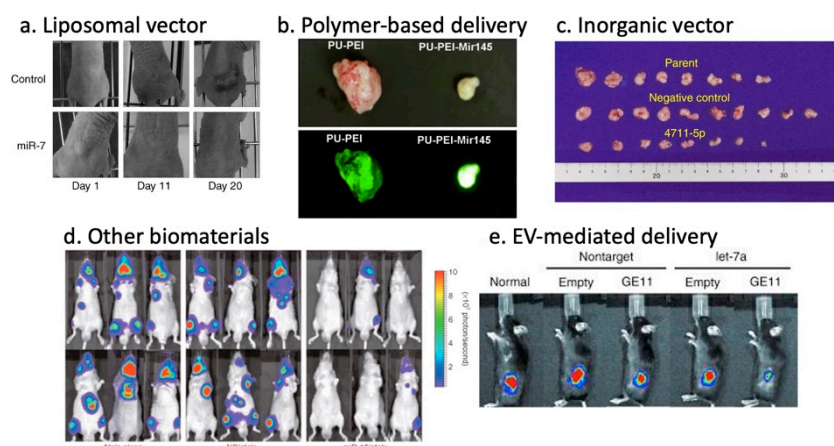 a. Liposomal vector
Control
miR-7
Day 1 Day 11 Day 20
b. Polymer-based delivery
PU-PEI PU-PEI-Mir145
PU-PEI PU-PEI-Mir145
c. Inorganic vector
Parent
Negative control
4711-5p
20 30
d. Other biomaterials
10
8
6
4
2
e. EV-mediated delivery
Nontarget let-7a
Normal Empty GE11 Empty GE11